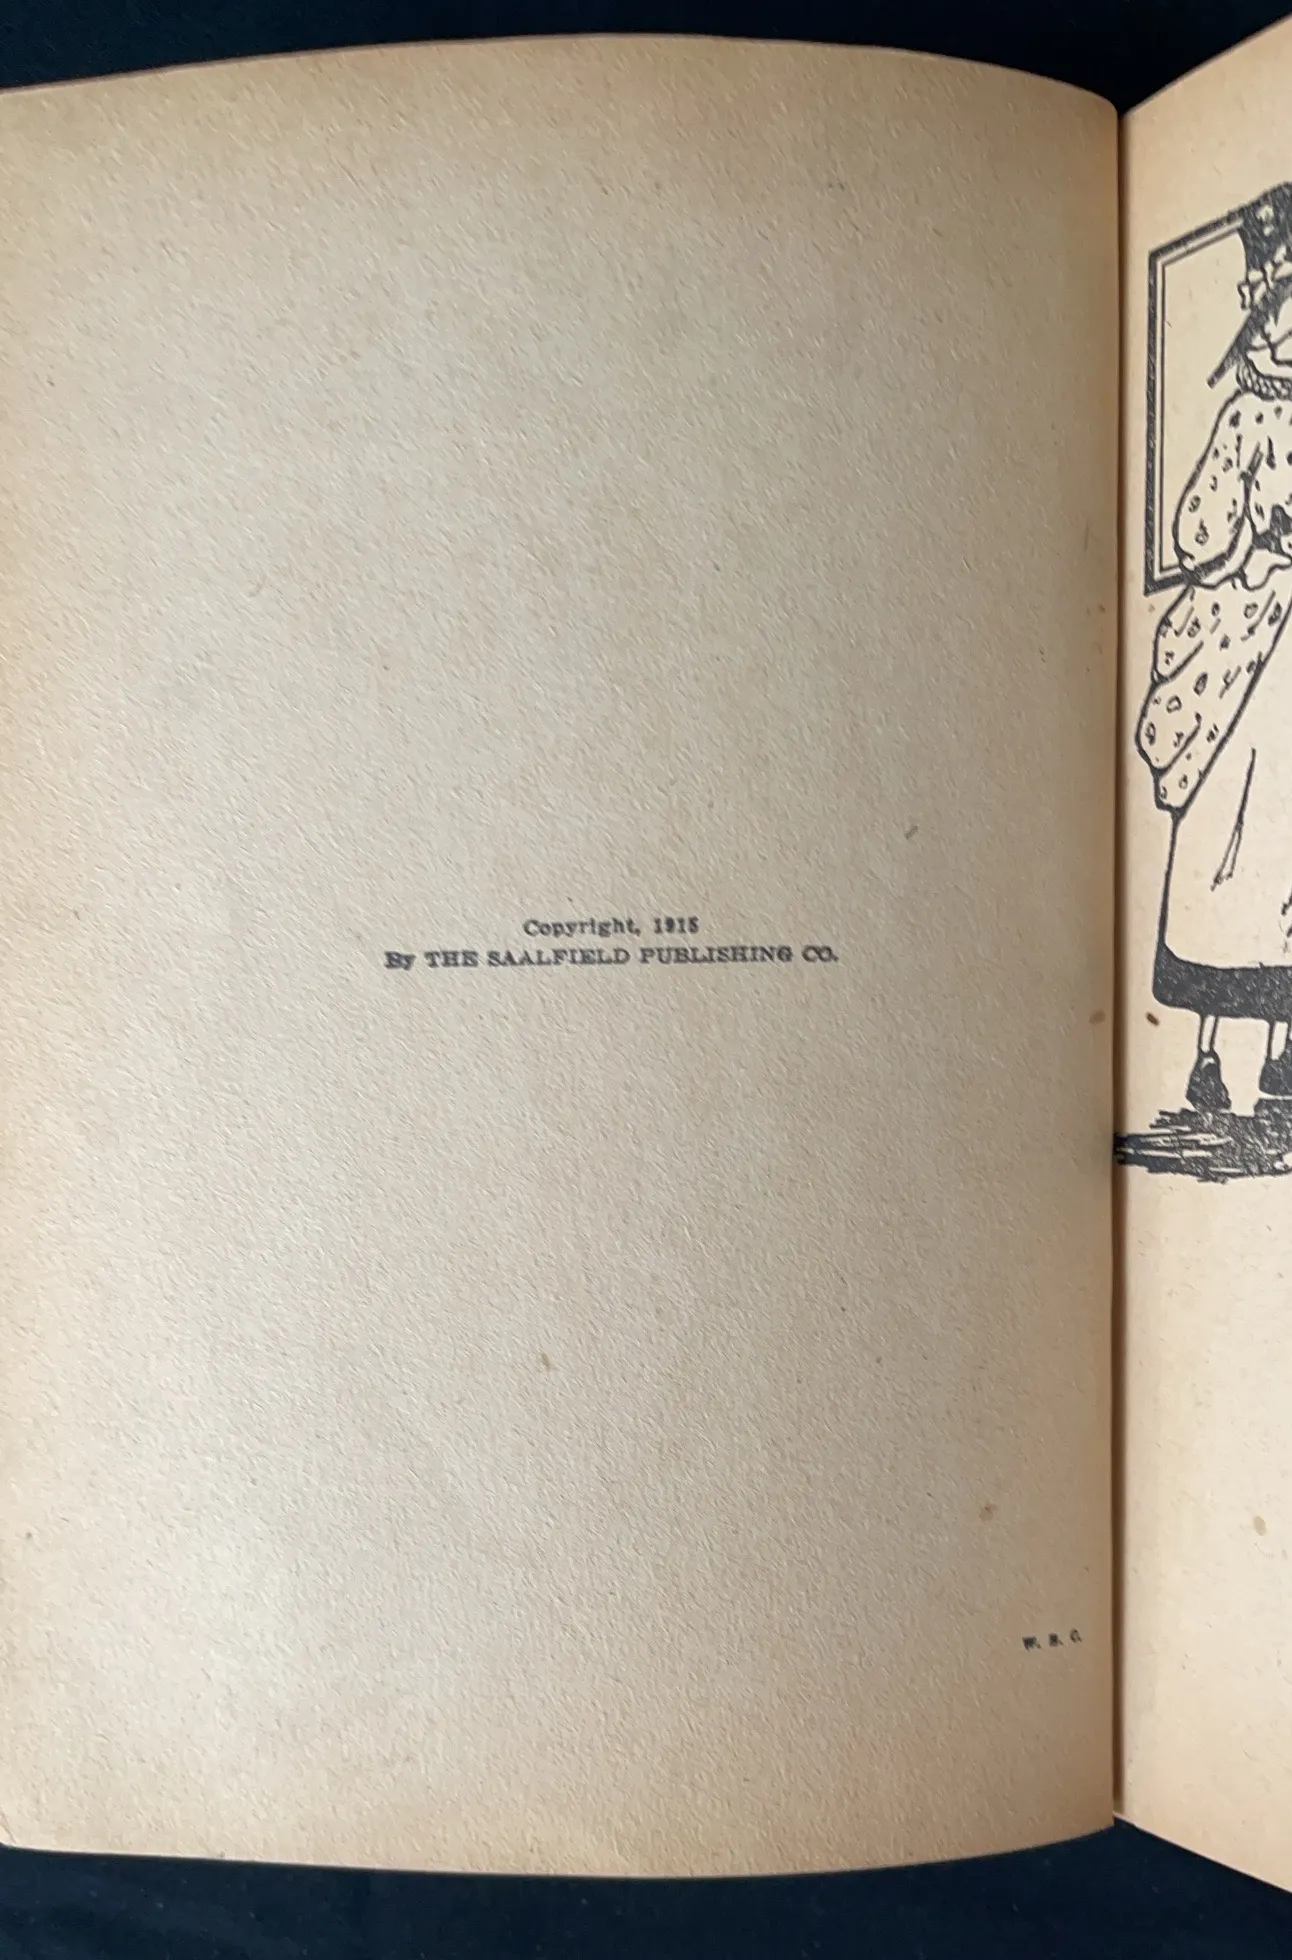 Copyright, 1915
By THE SAALFIELD PUBLISHING CO.
W. B. C.